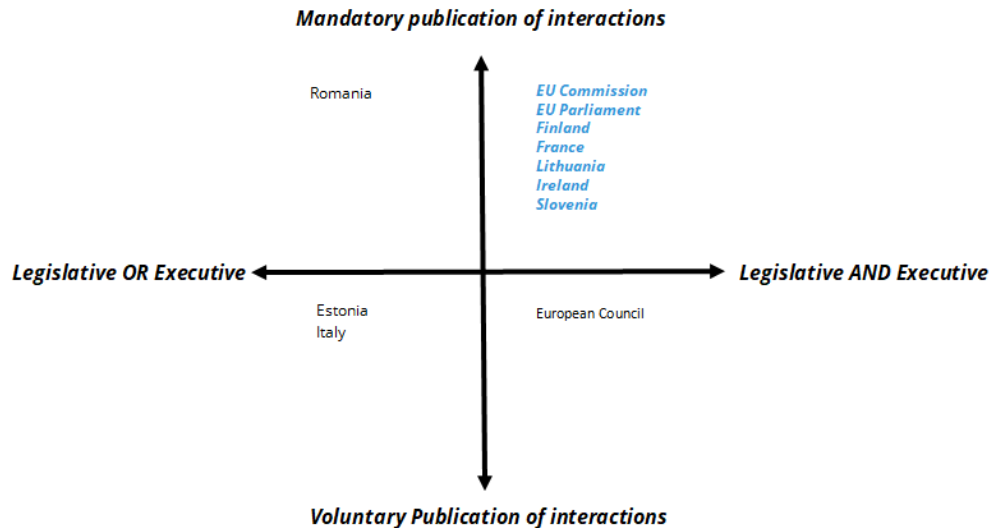 Mandatory publication of interactions
Romania
EU Commission
EU Parliament
Finland
France
Lithuania
Ireland
Slovenia
Legislative OR Executive
Legislative AND Executive
Estonia
Italy
European Council
Voluntary Publication of interactions